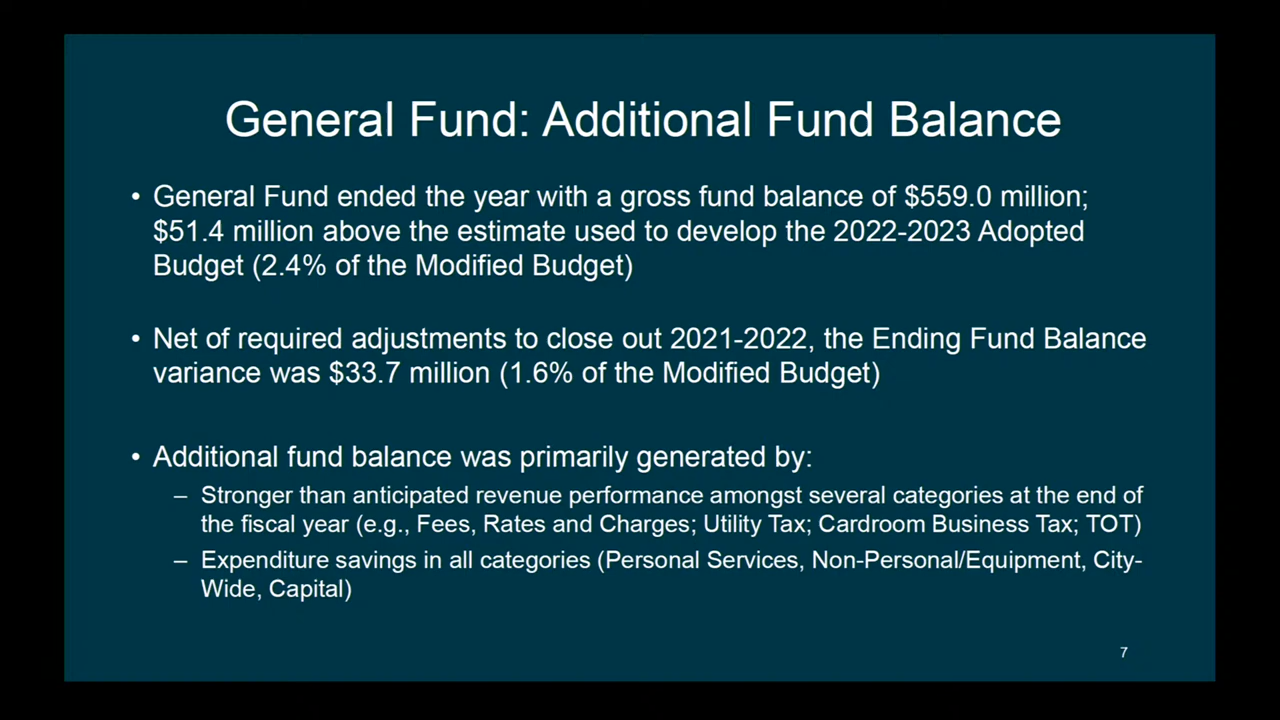 General Fund: Additional Fund Balance
• General Fund ended the year with a gross fund balance of $559.0 million;
$51.4 million above the estimate used to develop the 2022-2023 Adopted
Budget (2.4% of the Modified Budget)
• Net of required adjustments to close out 2021-2022, the Ending Fund Balance
variance was $33.7 million (1.6% of the Modified Budget)
• Additional fund balance was primarily generated by:
– Stronger than anticipated revenue performance amongst several categories at the end of
the fiscal year (e.g., Fees, Rates and Charges; Utility Tax; Cardroom Business Tax; TOT)
– Expenditure savings in all categories (Personal Services, Non-Personal/Equipment, City-
Wide, Capital)
7